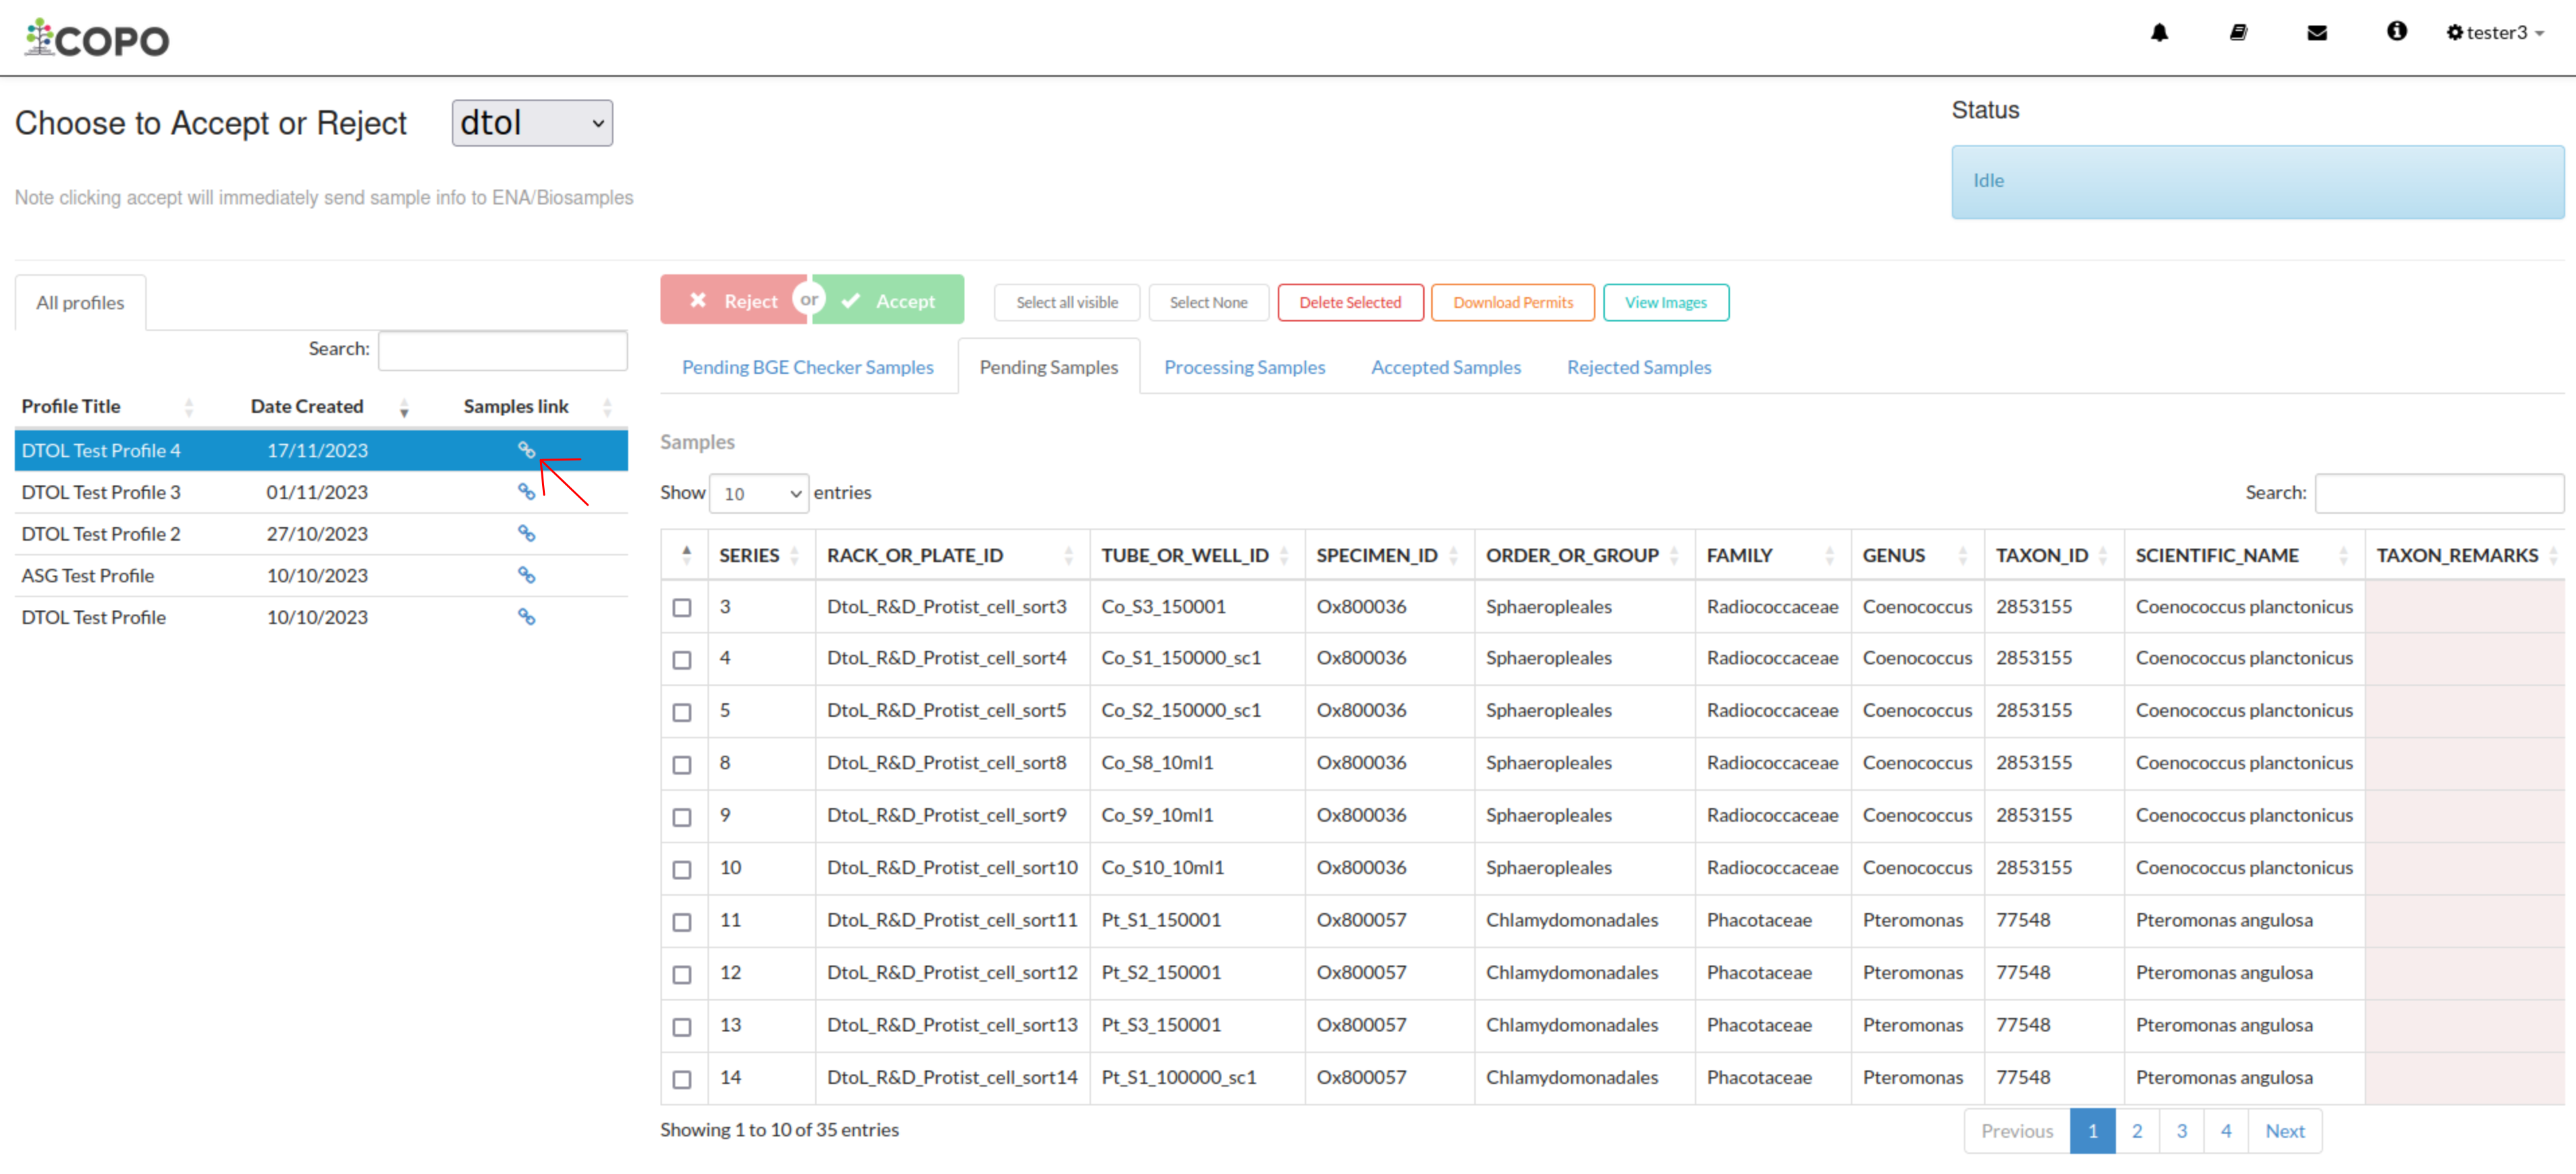 COPO
tester3
Choose to Accept or Reject dtol
Status
Idle
Note clicking accept will immediately send sample info to ENA/Biosamples
All profiles
Search:
Profile Title Date Created Samples link
DTOL Test Profile 4 17/11/2023
DTOL Test Profile 3 01/11/2023
DTOL Test Profile 2 27/10/2023
ASG Test Profile 10/10/2023
DTOL Test Profile 10/10/2023
Reject or Accept Select all visible Select None Delete Selected Download Permits View Images
Pending BGE Checker Samples Pending Samples Processing Samples Accepted Samples Rejected Samples
Samples
Show 10 entries Search:
SERIES RACK_OR_PLATE_ID TUBE_OR_WELL_ID SPECIMEN_ID ORDER_OR_GROUP FAMILY GENUS TAXON_ID SCIENTIFIC_NAME TAXON_REMARKS
3 DtoL_R&D_Protist_cell_sort3 Co_S3_150001 Ox800036 Sphaeropleales Radiococcaceae Coenococcus 2853155 Coenococcus planctonicus
4 DtoL_R&D_Protist_cell_sort4 Co_S1_150000_sc1 Ox800036 Sphaeropleales Radiococcaceae Coenococcus 2853155 Coenococcus planctonicus
5 DtoL_R&D_Protist_cell_sort5 Co_S2_150000_sc1 Ox800036 Sphaeropleales Radiococcaceae Coenococcus 2853155 Coenococcus planctonicus
8 DtoL_R&D_Protist_cell_sort8 Co_S8_10ml1 Ox800036 Sphaeropleales Radiococcaceae Coenococcus 2853155 Coenococcus planctonicus
9 DtoL_R&D_Protist_cell_sort9 Co_S9_10ml1 Ox800036 Sphaeropleales Radiococcaceae Coenococcus 2853155 Coenococcus planctonicus
10 DtoL_R&D_Protist_cell_sort10 Co_S10_10ml1 Ox800036 Sphaeropleales Radiococcaceae Coenococcus 2853155 Coenococcus planctonicus
11 DtoL_R&D_Protist_cell_sort11 Pt_S1_150001 Ox800057 Chlamydomonadales Phacotaceae Pteromonas 77548 Pteromonas angulosa
12 DtoL_R&D_Protist_cell_sort12 Pt_S2_150001 Ox800057 Chlamydomonadales Phacotaceae Pteromonas 77548 Pteromonas angulosa
13 DtoL_R&D_Protist_cell_sort13 Pt_S3_150001 Ox800057 Chlamydomonadales Phacotaceae Pteromonas 77548 Pteromonas angulosa
14 DtoL_R&D_Protist_cell_sort14 Pt_S1_100000_sc1 Ox800057 Chlamydomonadales Phacotaceae Pteromonas 77548 Pteromonas angulosa
Showing 1 to 10 of 35 entries
Previous 1 2 3 4 Next